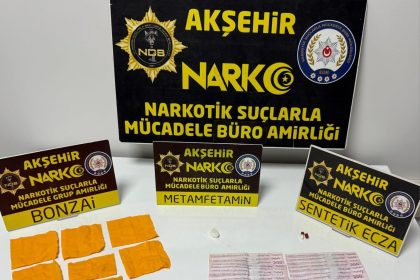 AKŞEHİR
NDB
NARKO
NARKOTİK SUÇLARLA
MÜCADELE BÜRO AMİRLİĞİ
AKŞEHİR
NARKO
NARKOTİK SUÇLARLA
MÜCADELE GRUP AMİRLİĞİ
BONZAİ
AKŞEHİR
NARKO
NARKOTİK SUÇLARLA
MÜCADELE BÜRO AMİRLİĞİ
METAMFETAMİN
AKŞEHİR
NARKO
NARKOTİK SUÇLARLA
MÜCADELE BÜRO AMİRLİĞİ
SENTETİK ECZA